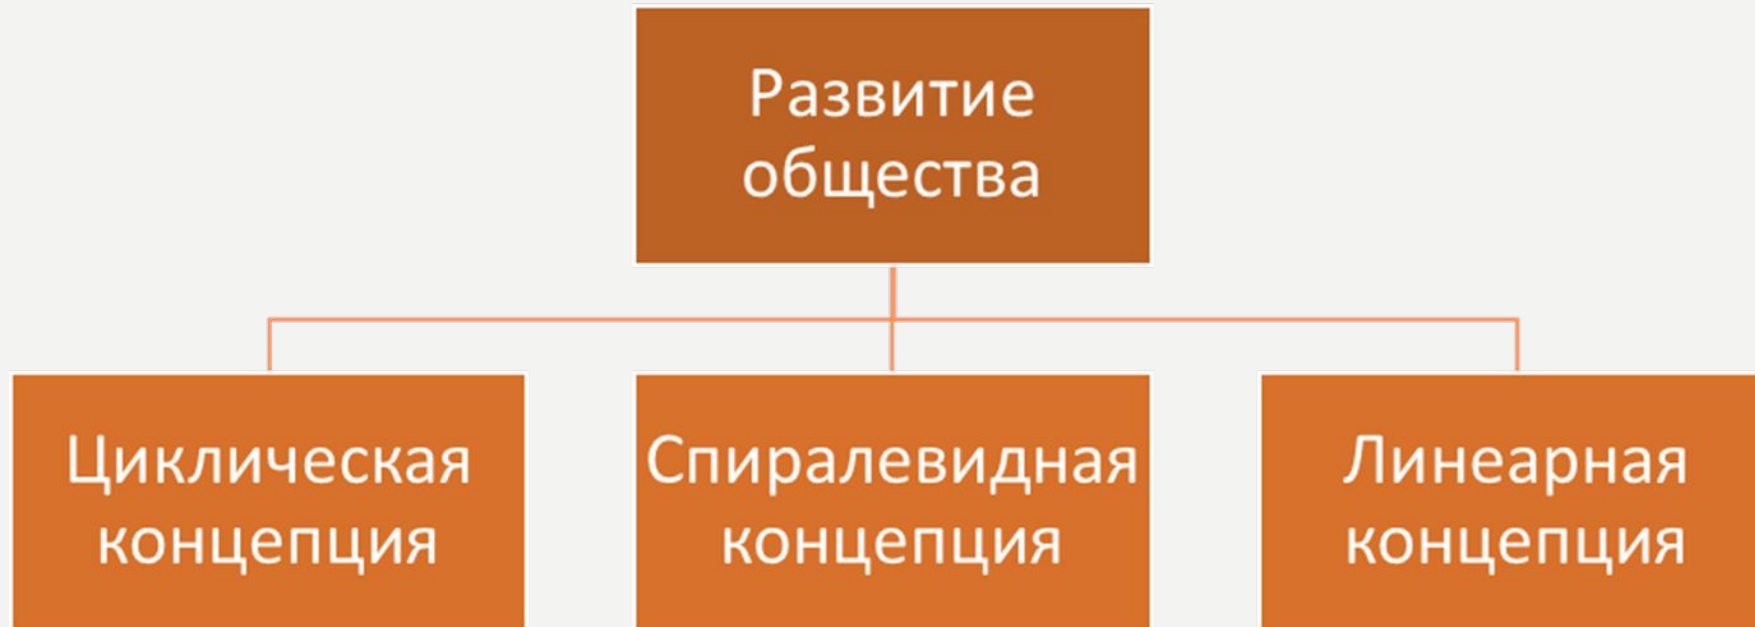 Развитие
общества
Циклическая
концепция
Спиралевидная
концепция
Линеарная
концепция